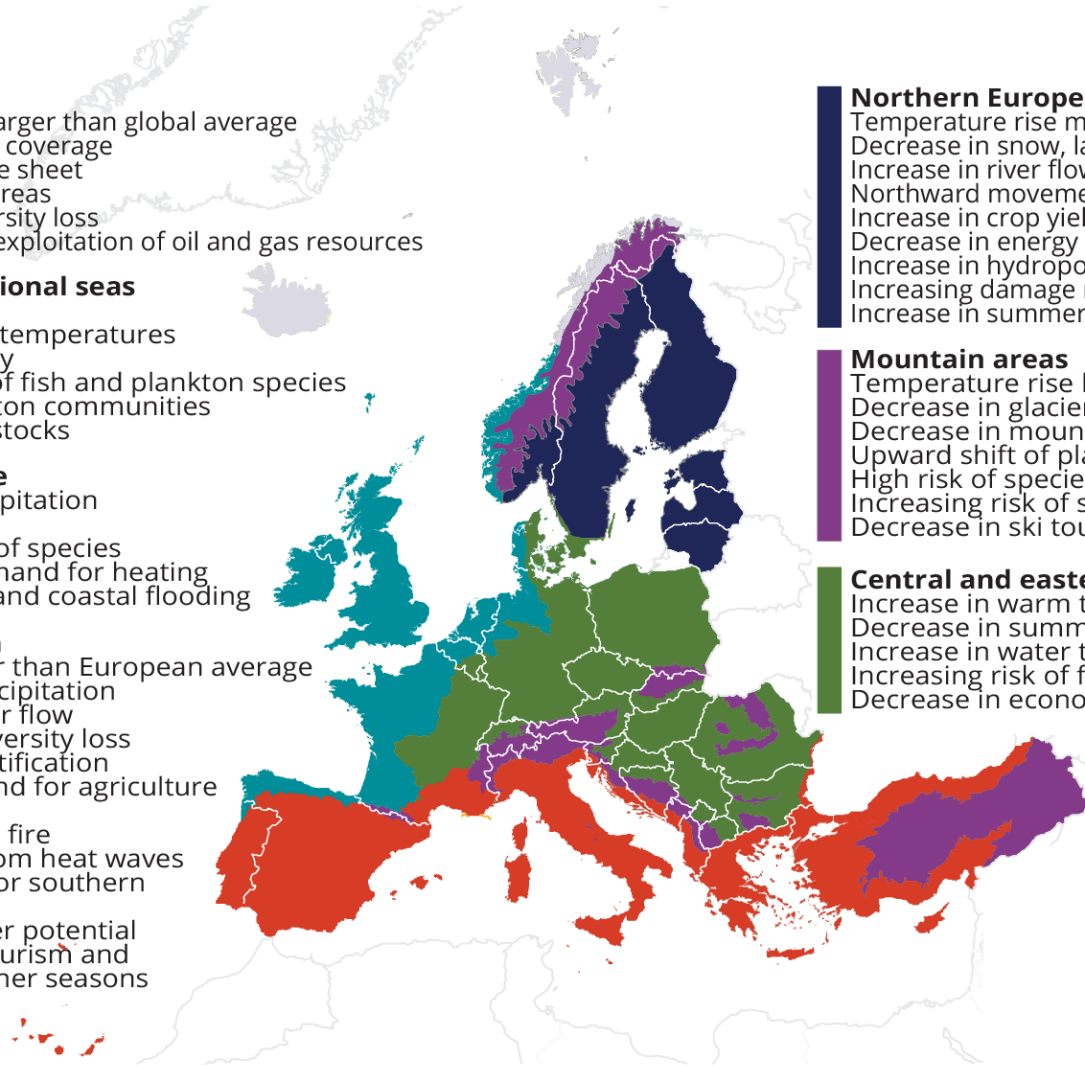 arger than global average
coverage
e sheet
reas
rsity loss
exploitation of oil and gas resources
ional seas
temperatures
y
of fish and plankton species
ton communities
stocks
e
pitation
of species
mand for heating
and coastal flooding
r than European average
cipitation
r flow
versity loss
tification
nd for agriculture
fire
om heat waves
or southern
er potential
urism and
her seasons
Northern Europe
Temperature rise m
Decrease in snow, la
Increase in river flow
Northward moveme
Increase in crop yiel
Decrease in energy
Increase in hydropo
Increasing damage
Increase in summer
Mountain areas
Temperature rise
Decrease in glacier
Decrease in moun
Upward shift of pla
High risk of species
Increasing risk of s
Decrease in ski tou
Central and easte
Increase in warm t
Decrease in summ
Increase in water t
Increasing risk of f
Decrease in econo